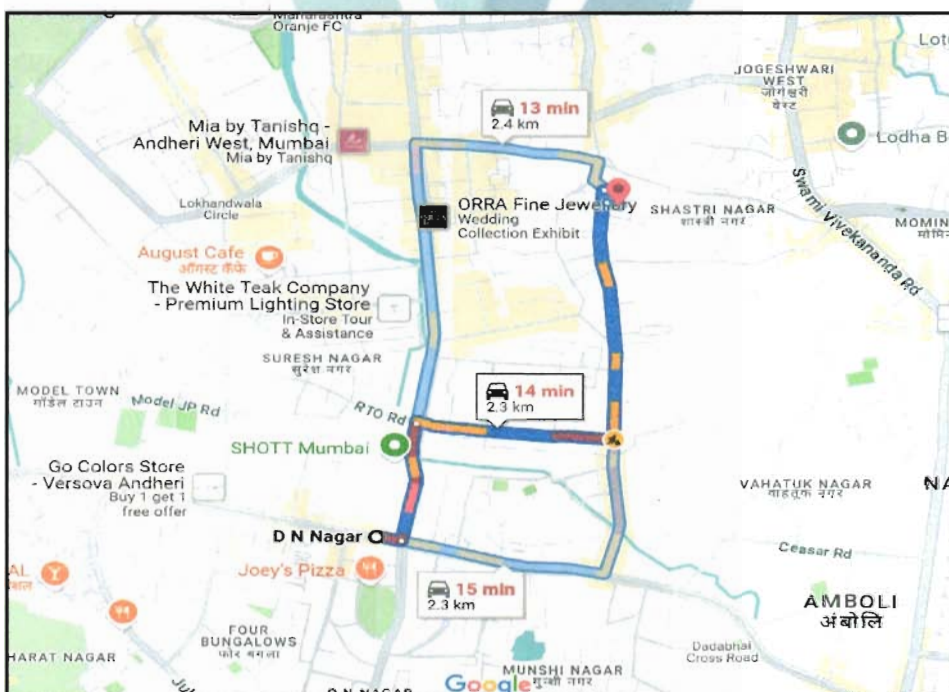 Maharashtra
Oranje FC
Lotu
JOGESHWARI
WEST
जोगेश्वरी
वेस्ट
13 min
2.4 km
Mia by Tanishq -
Andheri West, Mumbai
Mia by Tanishq
Lodha B
Lokhandwala
Circle
ORRA Fine Jewellery
Wedding
Collection Exhibit
SHASTRI NAGAR
शास्त्री नगर
MOMIN
Swami Vivekananda Rd
August Cafe
ऑगस्ट कॅफे
The White Teak Company
- Premium Lighting Store
In-Store Tour
& Assistance
SURESH NAGAR
सुरेश नगर
MODEL TOWN
मॉडेल टाउन
Model JP Rd
RTO Rd
14 min
2.3 km
SHOTT Mumbai
Go Colors Store
- Versova Andheri
Buy 1 get 1
free offer
VAHATUK NAGAR
वाहतूक नगर
NA
D N Nagar
Ceasar Rd
AL
Joey's Pizza
15 min
2.3 km
AMBOLI
अंबोलि
FOUR
BUNGALOWS
फोर बंगला
HARAT NAGAR
Dadabhai
Cross Road
MUNSHI NAGAR
मुन्शी नगर
Google
D N NAGAR